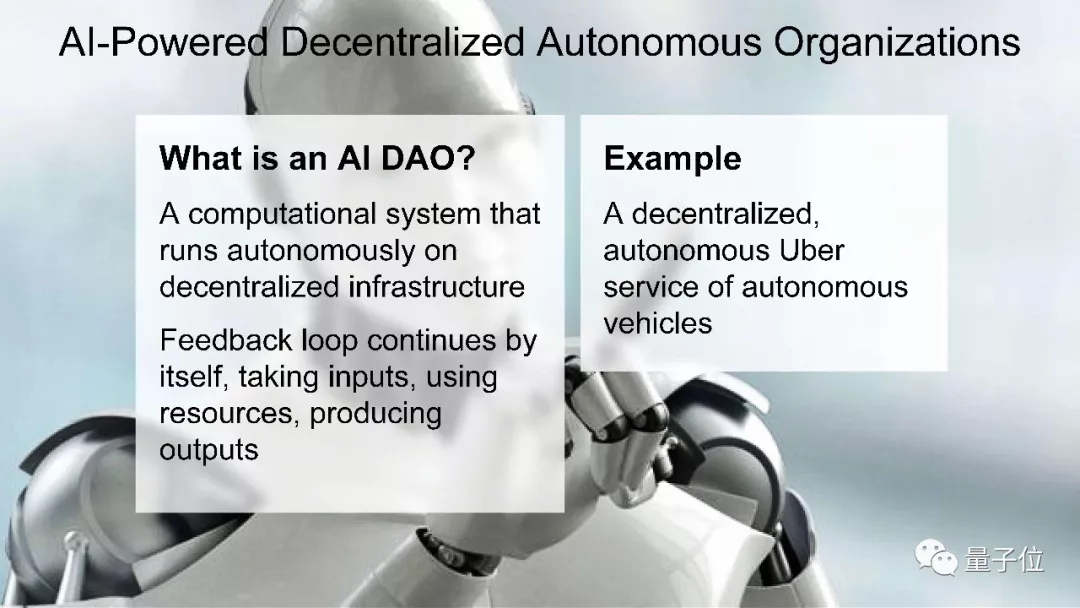 AI-Powered Decentralized Autonomous Organizations
What is an AI DAO?
A computational system that
runs autonomously on
decentralized infrastructure
Feedback loop continues by
itself, taking inputs, using
resources, producing
outputs
Example
A decentralized,
autonomous Uber
service of autonomous
vehicles
量子位